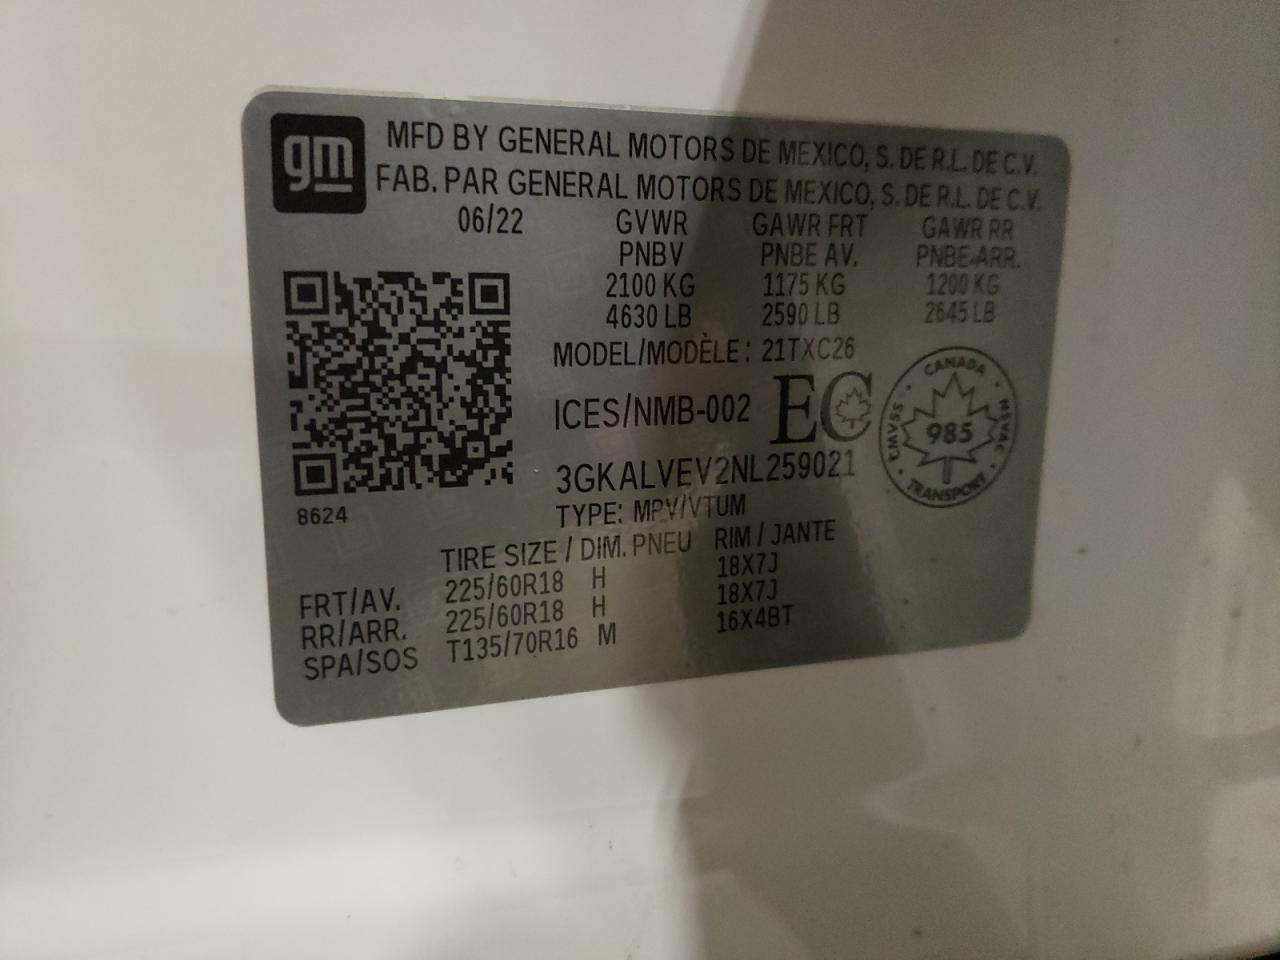 gm
MFD BY GENERAL MOTORS DE MEXICO, S. DE R.L. DE C.V.
FAB. PAR GENERAL MOTORS DE MEXICO, S. DE R.L. DE C.V.
06/22 GVWR GAWR FRT GAWR RR
PNBV PNBE AV. PNBE ARR.
2100 KG 1175 KG 1200 KG
4630 LB 2590 LB 2645 LB
MODEL/MODÈLE: 21TXC26
ICES/NMB-002 EC
CANADA
CMVSS 985 NSVAC
TRANSPORT
3GKALVEV2NL259021
8624 TYPE: MPV/VTUM
TIRE SIZE / DIM. PNEU RIM / JANTE
FRT/AV. 225/60R18 H 18X7J
RR/ARR. 225/60R18 H 18X7J
SPA/SOS T135/70R16 M 16X4BT